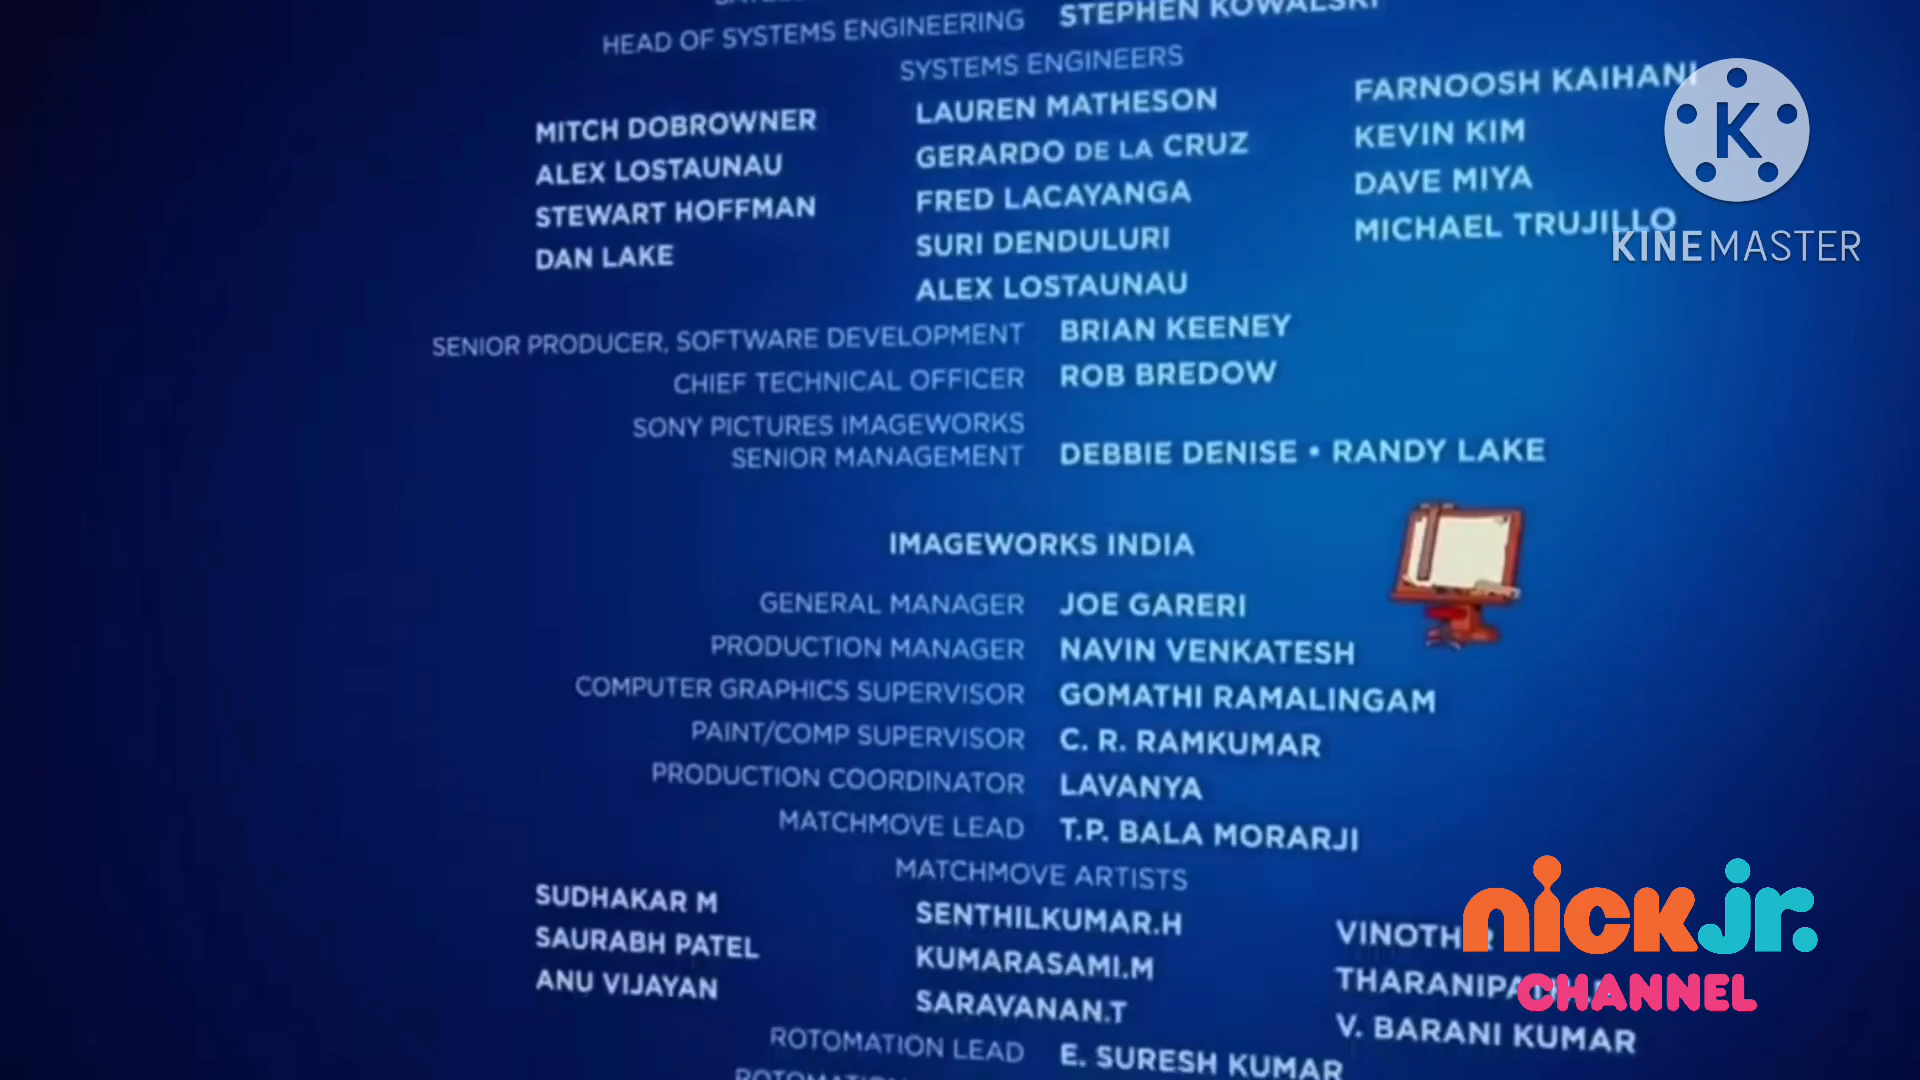 HEAD OF SYSTEMS ENGINEERING STEPHEN KOWALSKI
SYSTEMS ENGINEERS
MITCH DOBROWNER LAUREN MATHESON FARNOOSH KAIHANI
ALEX LOSTAUNAU GERARDO DE LA CRUZ KEVIN KIM
STEWART HOFFMAN FRED LACAYANGA DAVE MIYA
DAN LAKE SURI DENDULURI MICHAEL TRUJILLO
ALEX LOSTAUNAU
K
KINEMASTER
SENIOR PRODUCER, SOFTWARE DEVELOPMENT BRIAN KEENEY
CHIEF TECHNICAL OFFICER ROB BREDOW
SONY PICTURES IMAGEWORKS
SENIOR MANAGEMENT DEBBIE DENISE • RANDY LAKE
IMAGEWORKS INDIA
GENERAL MANAGER JOE GARERI
PRODUCTION MANAGER NAVIN VENKATESH
COMPUTER GRAPHICS SUPERVISOR GOMATHI RAMALINGAM
PAINT/COMP SUPERVISOR C. R. RAMKUMAR
PRODUCTION COORDINATOR LAVANYA
MATCHMOVE LEAD T.P. BALA MORARJI
MATCHMOVE ARTISTS
SUDHAKAR M SENTHILKUMAR.H VINOTH R
SAURABH PATEL KUMARASAMI.M
ANU VIJAYAN SARAVANAN.T V. BARANI KUMAR
ROTOMATION LEAD E. SURESH KUMAR
nick jr.
CHANNEL